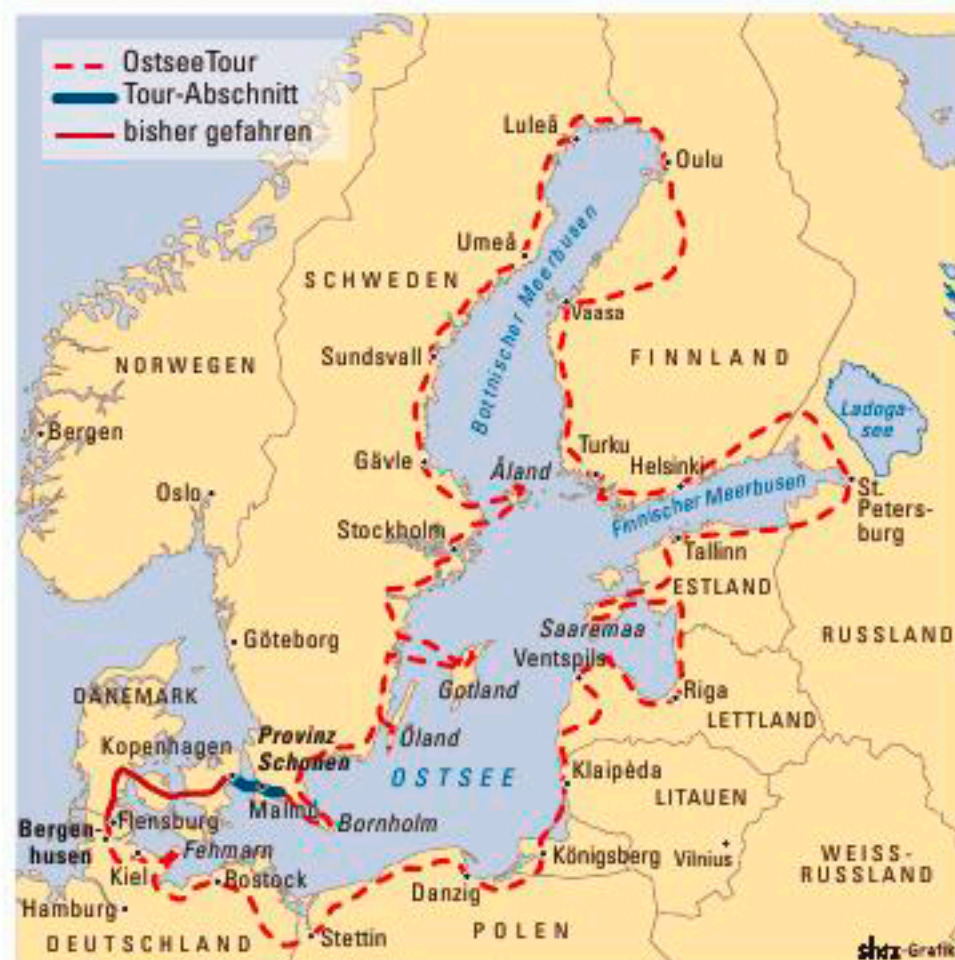 OstseeTour
Tour-Abschnitt
bisher gefahren
Luleå
Oulu
Umeå
SCHWEDEN
Bottnischer Meerbusen
Vaasa
Sundsvall
NORWEGEN
FINNLAND
Ladoga-
see
Bergen
Turku
Gävle
Åland
Helsinki
Oslo
Finnischer Meerbusen
St.
Peters-
burg
Stockholm
Tallinn
ESTLAND
Saaremaa
RUSSLAND
Göteborg
Ventspils
Gotland
Riga
DÄNEMARK
LETTLAND
Kopenhagen
Provinz
Schonen
Öland
OSTSEE
Klaipėda
Malmö
LITAUEN
Flensburg
Bornholm
Bergen-
husen
Fehmarn
Königsberg
Vilnius
WEISS-
RUSSLAND
Kiel
Rostock
Danzig
Hamburg
Stettin
POLEN
DEUTSCHLAND
sh:z-Grafik